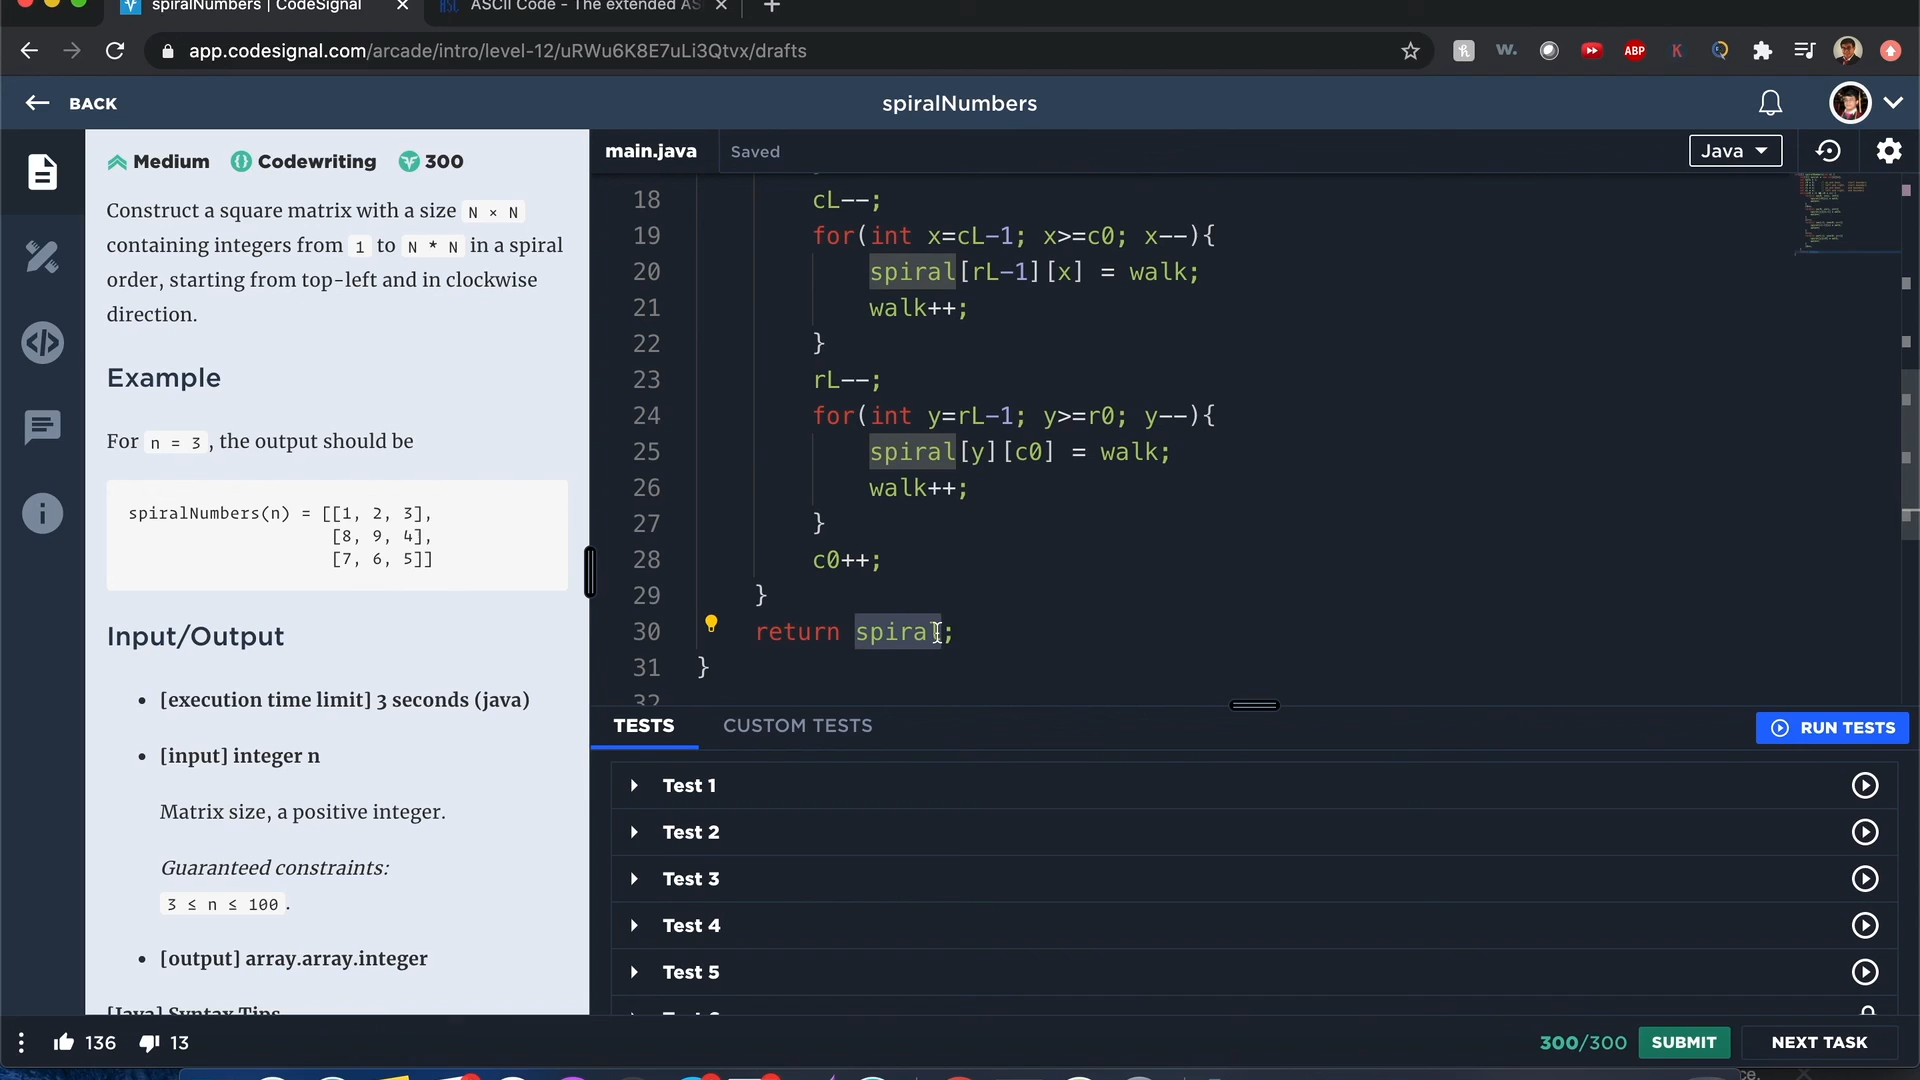 spiralNumbers | CodeSignal
ASCII Code - The extended AS
app.codesignal.com/arcade/intro/level-12/uRWu6K8E7uLi3Qtvx/drafts
BACK
spiralNumbers
Medium Codewriting 300
main.java Saved
Java
Construct a square matrix with a size N × N
containing integers from 1 to N * N in a spiral
order, starting from top-left and in clockwise
direction.
Example
For n = 3, the output should be
spiralNumbers(n) = [[1, 2, 3],
[8, 9, 4],
[7, 6, 5]]
Input/Output
• [execution time limit] 3 seconds (java)
• [input] integer n
Matrix size, a positive integer.
Guaranteed constraints:
3 ≤ n ≤ 100.
• [output] array.array.integer
[Java] Syntax Tips
18 cL--;
19 for(int x=cL-1; x>=c0; x--){
20 spiral[rL-1][x] = walk;
21 walk++;
22 }
23 rL--;
24 for(int y=rL-1; y>=r0; y--){
25 spiral[y][c0] = walk;
26 walk++;
27 }
28 c0++;
29 }
30 return spiral;
31 }
32
TESTS CUSTOM TESTS
RUN TESTS
Test 1
Test 2
Test 3
Test 4
Test 5
136 13
300/300 SUBMIT NEXT TASK